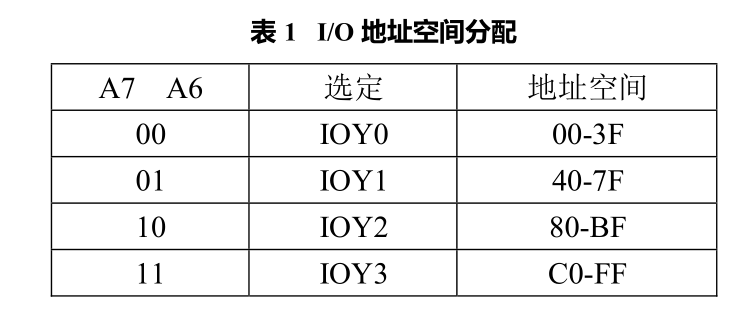 表 1 I/O 地址空间分配
A7 A6 选定 地址空间
00 IOY0 00-3F
01 IOY1 40-7F
10 IOY2 80-BF
11 IOY3 C0-FF